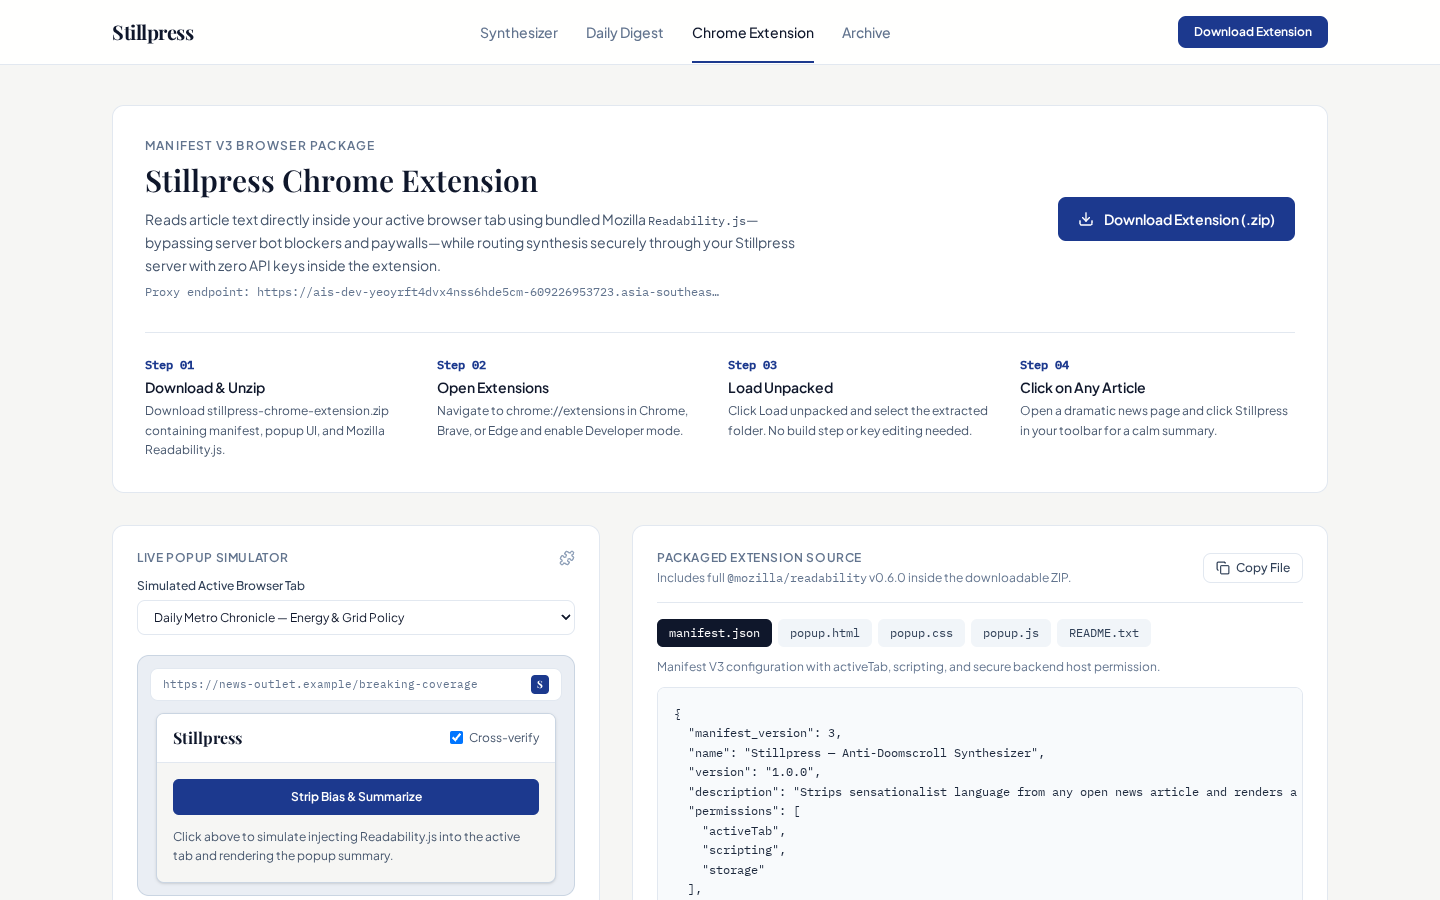 Stillpress
Synthesizer
Daily Digest
Chrome Extension
Archive
Download Extension
MANIFEST V3 BROWSER PACKAGE
Stillpress Chrome Extension
Reads article text directly inside your active browser tab using bundled Mozilla Readability.js—
bypassing server bot blockers and paywalls—while routing synthesis securely through your Stillpress
server with zero API keys inside the extension.
Proxy endpoint: https://ais-dev-yeoyrft4dvx4nss6hde5cm-609226953723.asia-southeas…
Download Extension (.zip)
Step 01
Download & Unzip
Download stillpress-chrome-extension.zip
containing manifest, popup UI, and Mozilla
Readability.js.
Step 02
Open Extensions
Navigate to chrome://extensions in Chrome,
Brave, or Edge and enable Developer mode.
Step 03
Load Unpacked
Click Load unpacked and select the extracted
folder. No build step or key editing needed.
Step 04
Click on Any Article
Open a dramatic news page and click Stillpress
in your toolbar for a calm summary.
LIVE POPUP SIMULATOR
Simulated Active Browser Tab
Daily Metro Chronicle — Energy & Grid Policy
https://news-outlet.example/breaking-coverage
S
Stillpress
Cross-verify
Strip Bias & Summarize
Click above to simulate injecting Readability.js into the active
tab and rendering the popup summary.
PACKAGED EXTENSION SOURCE
Includes full @mozilla/readability v0.6.0 inside the downloadable ZIP.
Copy File
manifest.json
popup.html
popup.css
popup.js
README.txt
Manifest V3 configuration with activeTab, scripting, and secure backend host permission.
{
"manifest_version": 3,
"name": "Stillpress — Anti-Doomscroll Synthesizer",
"version": "1.0.0",
"description": "Strips sensationalist language from any open news article and renders a
"permissions": [
"activeTab",
"scripting",
"storage"
],